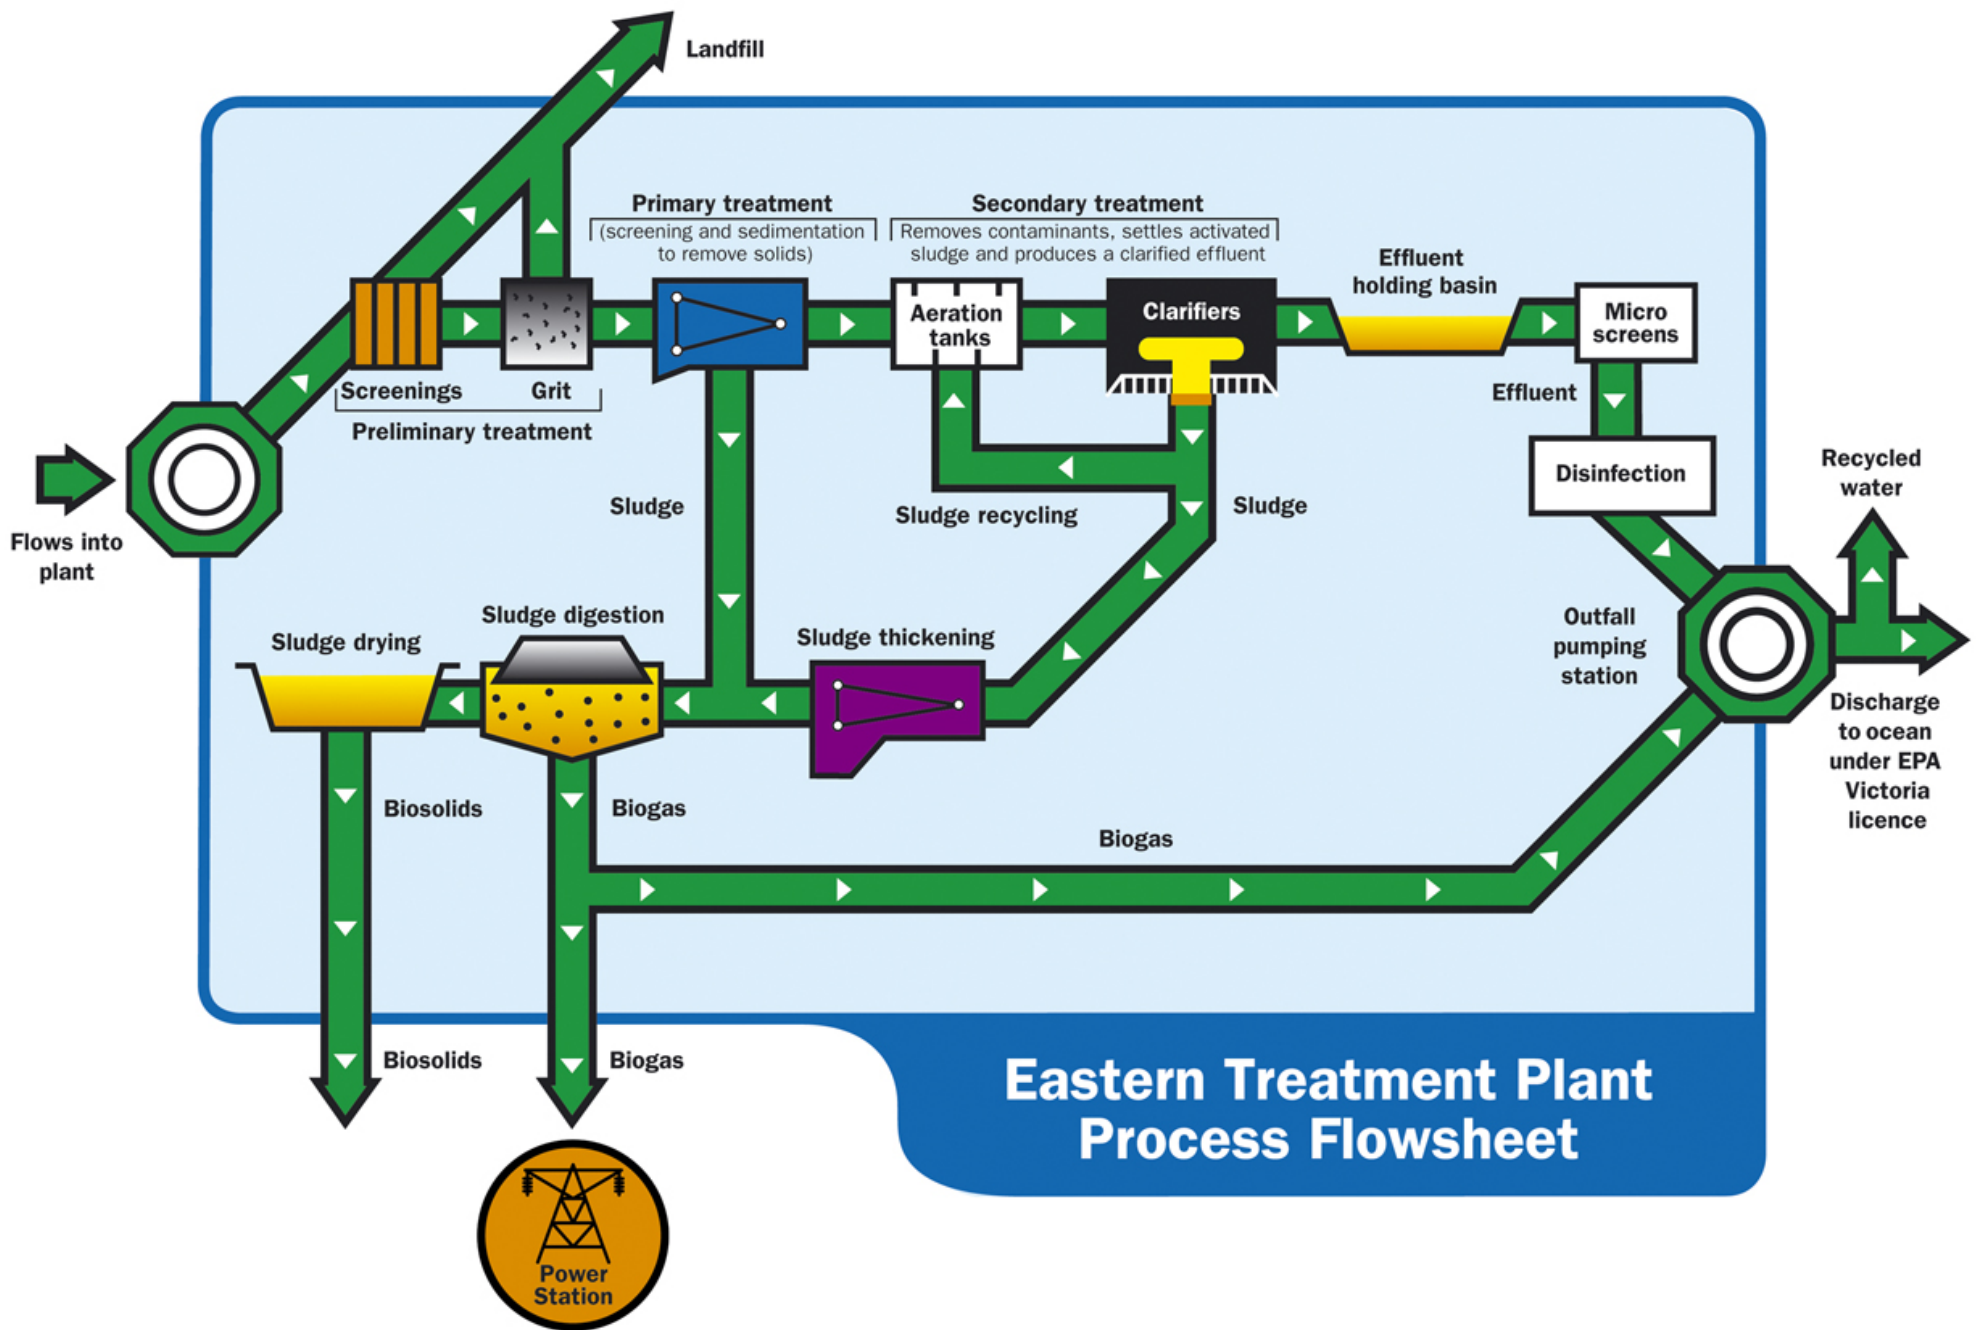 Landfill
Primary treatment
(screening and sedimentation
to remove solids)
Secondary treatment
Removes contaminants, settles activated
sludge and produces a clarified effluent
Effluent
holding basin
Micro
screens
Aeration
tanks
Clarifiers
Screenings
Grit
Preliminary treatment
Effluent
Disinfection
Recycled
water
Flows into
plant
Sludge
Sludge recycling
Sludge
Sludge drying
Sludge digestion
Sludge thickening
Outfall
pumping
station
Discharge
to ocean
under EPA
Victoria
licence
Biosolids
Biogas
Biogas
Biosolids
Biogas
Eastern Treatment Plant
Process Flowsheet
Power
Station